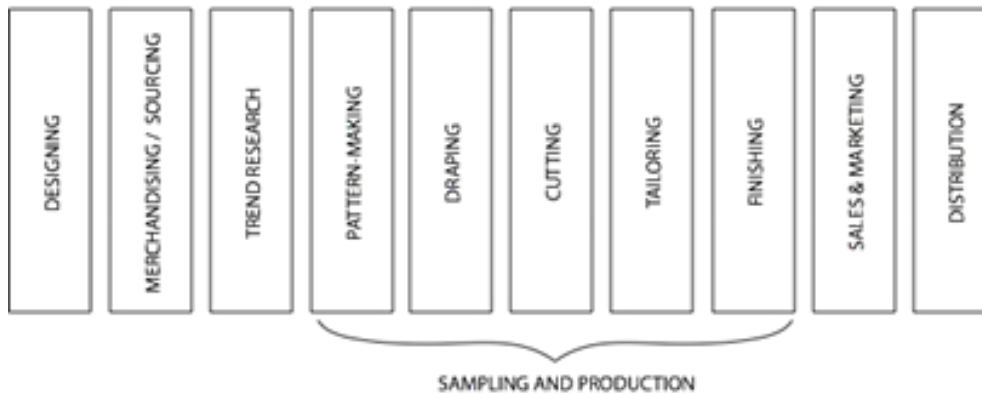 DESIGNING
MERCHANDISING / SOURCING
TREND RESEARCH
PATTERN-MAKING
DRAPING
CUTTING
TAILORING
FINISHING
SALES & MARKETING
DISTRIBUTION
SAMPLING AND PRODUCTION